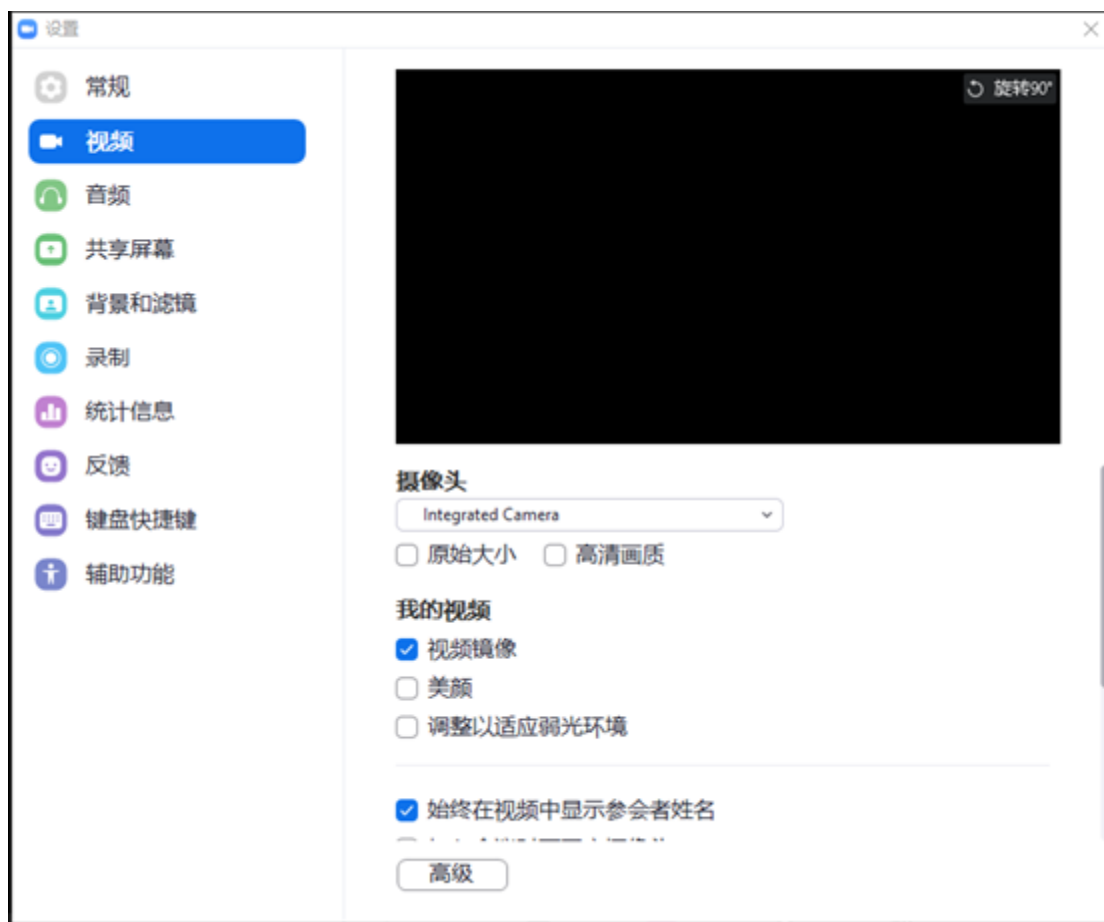 设置
常规
视频
音频
共享屏幕
背景和滤镜
录制
统计信息
反馈
键盘快捷键
辅助功能
旋转90°
摄像头
Integrated Camera
原始大小 高清画质
我的视频
视频镜像
美颜
调整以适应弱光环境
始终在视频中显示参会者姓名
高级